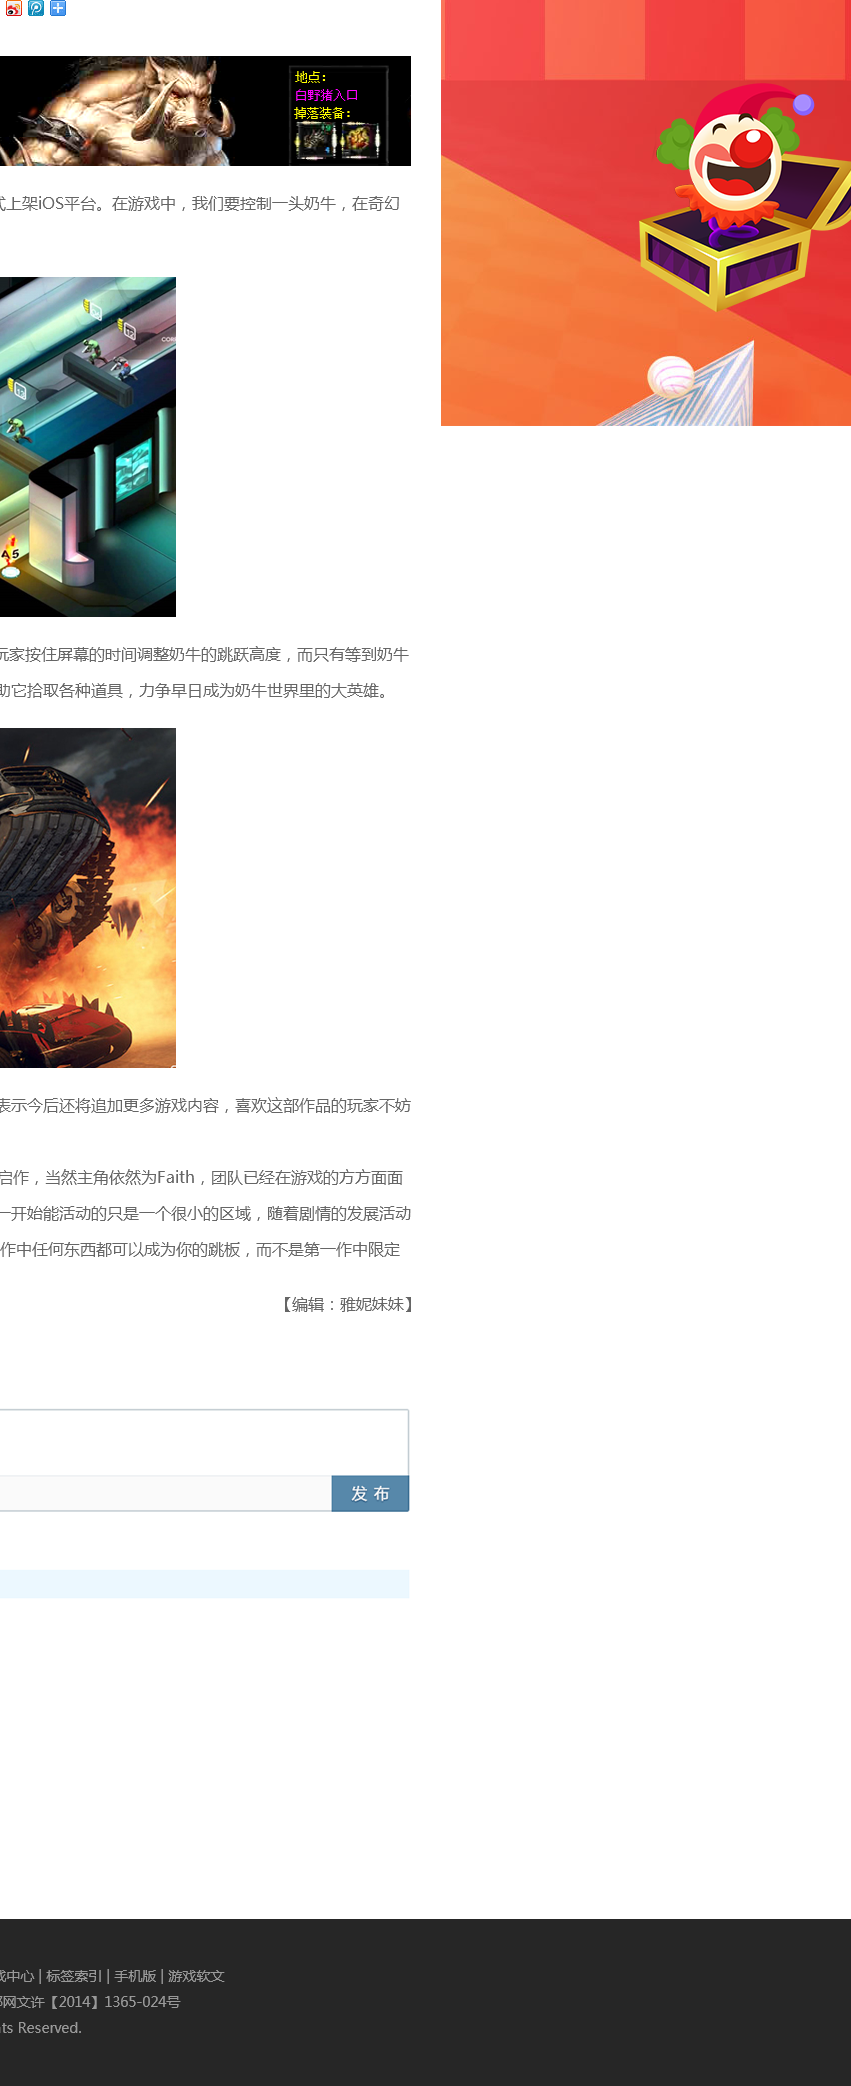 地点:
白野猪入口
掉落装备:
式上架iOS平台。在游戏中，我们要控制一头奶牛，在奇幻
12
13
A 5
玩家按住屏幕的时间调整奶牛的跳跃高度，而只有等到奶牛
助它拾取各种道具，力争早日成为奶牛世界里的大英雄。
表示今后还将追加更多游戏内容，喜欢这部作品的玩家不妨
启作，当然主角依然为Faith，团队已经在游戏的方方面面
一开始能活动的只是一个很小的区域，随着剧情的发展活动
作中任何东西都可以成为你的跳板，而不是第一作中限定
【编辑：雅妮妹妹】
发 布
戏中心 | 标签索引 | 手机版 | 游戏软文
网文许【2014】1365-024号
ts Reserved.